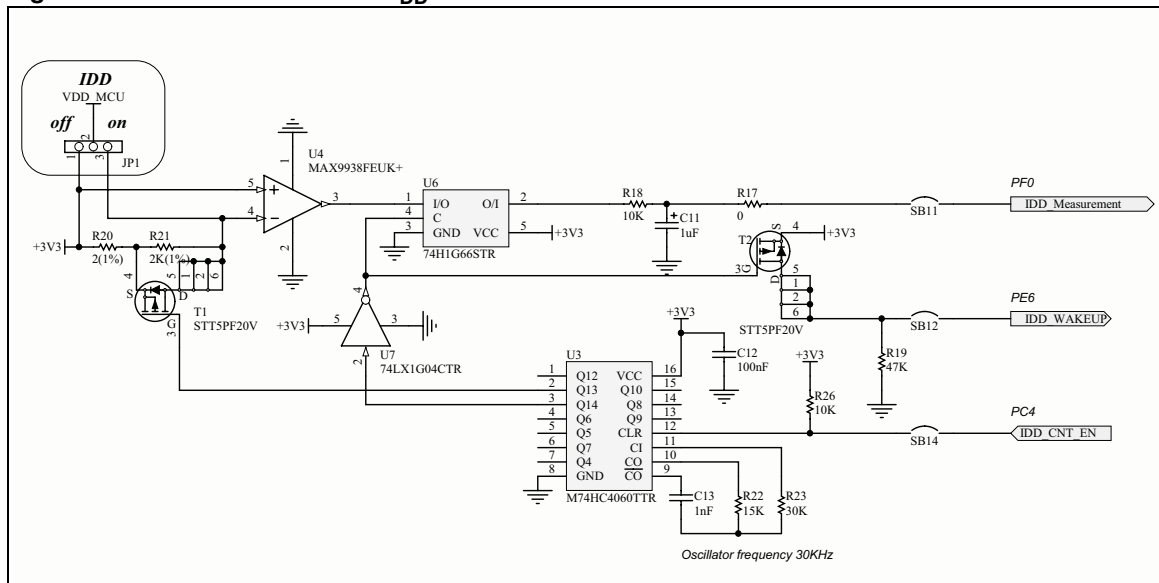 DD
IDD
VDD_MCU
off
on
2
1
3
JP1
U4
MAX9938FEUK+
1
5
4
3
2
+3V3
R20
2(1%)
R21
2K(1%)
4
5
1
2
6
S
D
G
3
T1
STT5PF20V
U6
1
4
3
I/O
C
GND
O/I
VCC
2
5
+3V3
74H1G66STR
R18
10K
C11
1uF
R17
0
SB11
PF0
IDD_Measurement
T2
S
4
+3V3
3
G
D
5
1
2
6
STT5PF20V
SB12
PE6
IDD_WAKEUP
R19
47K
4
+3V3
5
3
2
U7
74LX1G04CTR
+3V3
C12
100nF
U3
1
2
3
4
5
6
7
8
Q12
Q13
Q14
Q6
Q5
Q7
Q4
GND
VCC
Q10
Q8
Q9
CLR
CI
CO
CO
16
15
14
13
12
11
10
9
M74HC4060TTR
C13
1nF
R22
15K
R23
30K
+3V3
R26
10K
SB14
PC4
IDD_CNT_EN
Oscillator frequency 30KHz